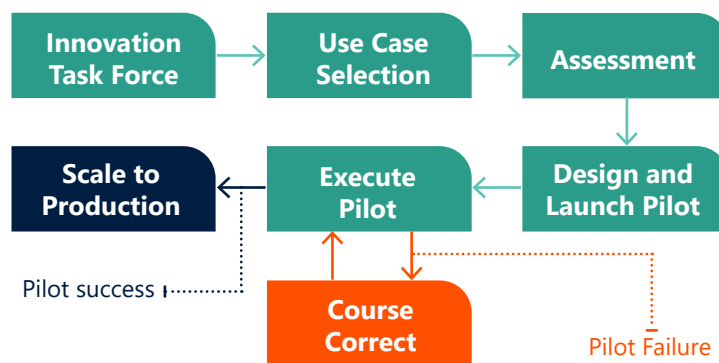 Innovation
Task Force
Use Case
Selection
Assessment
Scale to
Production
Execute
Pilot
Design and
Launch Pilot
Pilot success
Course
Correct
Pilot Failure